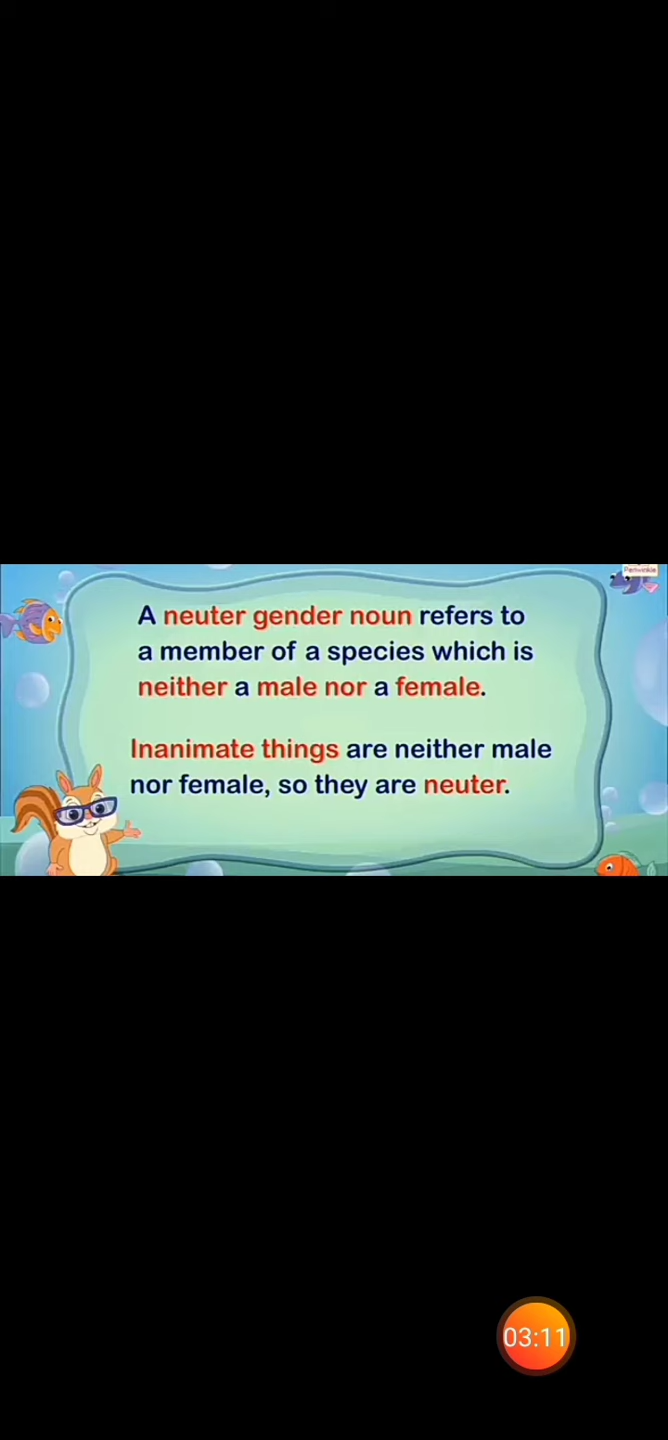 Periwinkle
A neuter gender noun refers to
a member of a species which is
neither a male nor a female.
Inanimate things are neither male
nor female, so they are neuter.
03:11